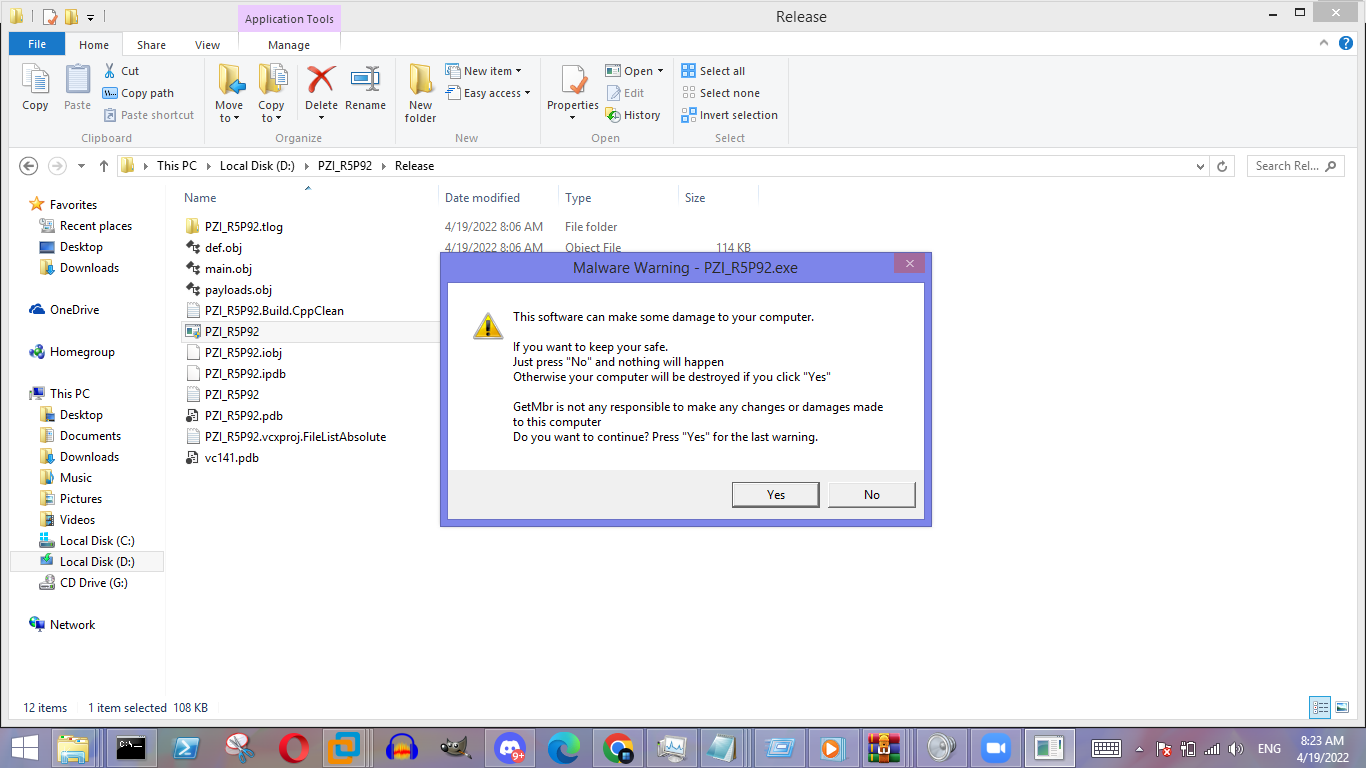 Application Tools
Release
File
Home
Share
View
Manage
Copy
Paste
Cut
Copy path
Paste shortcut
Clipboard
Move to
Copy to
Delete
Rename
Organize
New folder
New item
Easy access
New
Properties
Open
Edit
History
Open
Select all
Select none
Invert selection
Select
This PC
Local Disk (D:)
PZI_R5P92
Release
Search Rel...
Favorites
Recent places
Desktop
Downloads
OneDrive
Homegroup
This PC
Desktop
Documents
Downloads
Music
Pictures
Videos
Local Disk (C:)
Local Disk (D:)
CD Drive (G:)
Network
Name
Date modified
Type
Size
PZI_R5P92.tlog
4/19/2022 8:06 AM
File folder
def.obj
4/19/2022 8:06 AM
Object File
114 KB
main.obj
payloads.obj
PZI_R5P92.Build.CppClean
PZI_R5P92
PZI_R5P92.iobj
PZI_R5P92.ipdb
PZI_R5P92
PZI_R5P92.pdb
PZI_R5P92.vcxproj.FileListAbsolute
vc141.pdb
Malware Warning - PZI_R5P92.exe
This software can make some damage to your computer.
If you want to keep your safe.
Just press "No" and nothing will happen
Otherwise your computer will be destroyed if you click "Yes"
GetMbr is not any responsible to make any changes or damages made
to this computer
Do you want to continue? Press "Yes" for the last warning.
Yes
No
12 items
1 item selected 108 KB
C:\
9+
ENG
8:23 AM
4/19/2022